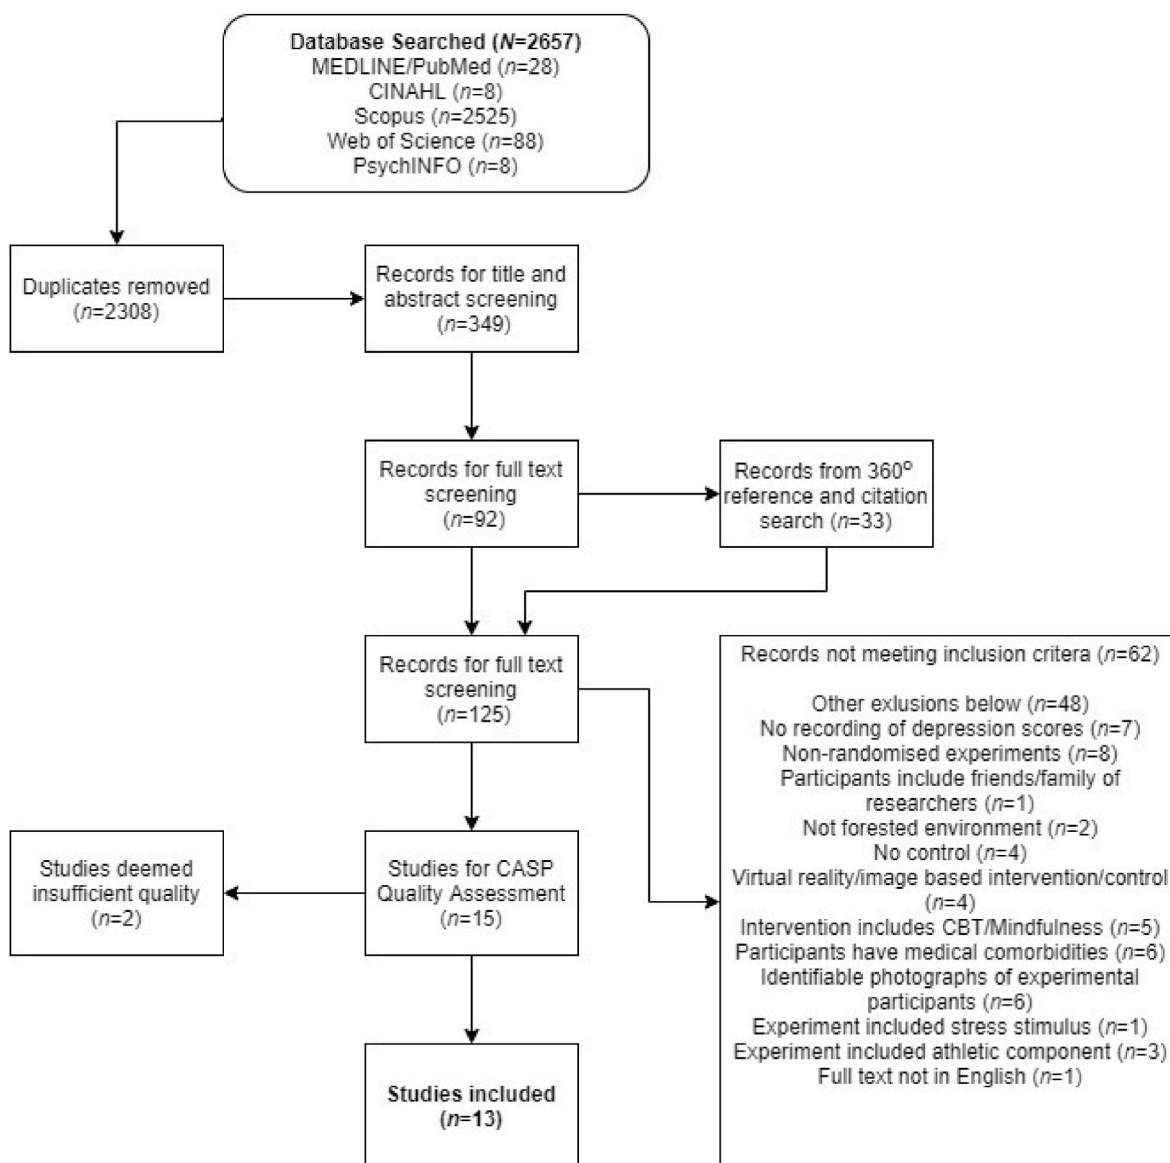 Database Searched (N=2657)
MEDLINE/PubMed (n=28)
CINAHL (n=8)
Scopus (n=2525)
Web of Science (n=88)
PsychINFO (n=8)
Duplicates removed
(n=2308)
Records for title and
abstract screening
(n=349)
Records for full text
screening
(n=92)
Records from 360°
reference and citation
search (n=33)
Records for full text
screening
(n=125)
Records not meeting inclusion critera (n=62)
Other exlusions below (n=48)
No recording of depression scores (n=7)
Non-randomised experiments (n=8)
Participants include friends/family of
researchers (n=1)
Not forested environment (n=2)
No control (n=4)
Virtual reality/image based intervention/control
(n=4)
Intervention includes CBT/Mindfulness (n=5)
Participants have medical comorbidities (n=6)
Identifiable photographs of experimental
participants (n=6)
Experiment included stress stimulus (n=1)
Experiment included athletic component (n=3)
Full text not in English (n=1)
Studies deemed
insufficient quality
(n=2)
Studies for CASP
Quality Assessment
(n=15)
Studies included
(n=13)